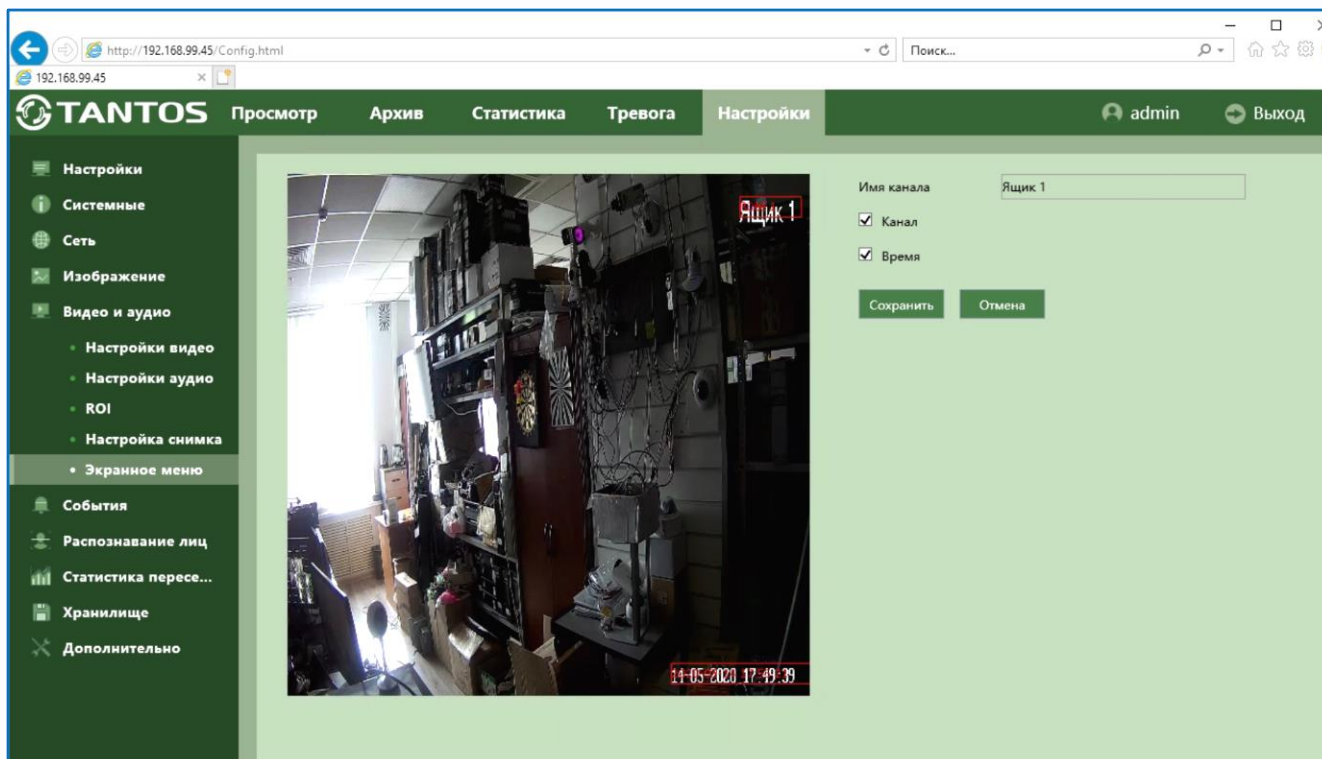 http://192.168.99.45/Config.html
Поиск...
192.168.99.45
TANTOS
Просмотр
Архив
Статистика
Тревога
Настройки
admin
Выход
Настройки
Системные
Сеть
Изображение
Видео и аудио
Настройки видео
Настройки аудио
ROI
Настройка снимка
Экранное меню
События
Распознавание лиц
Статистика пересе...
Хранилище
Дополнительно
Ящик 1
14-05-2020 17:49:39
Имя канала
Ящик 1
Канал
Время
Сохранить
Отмена